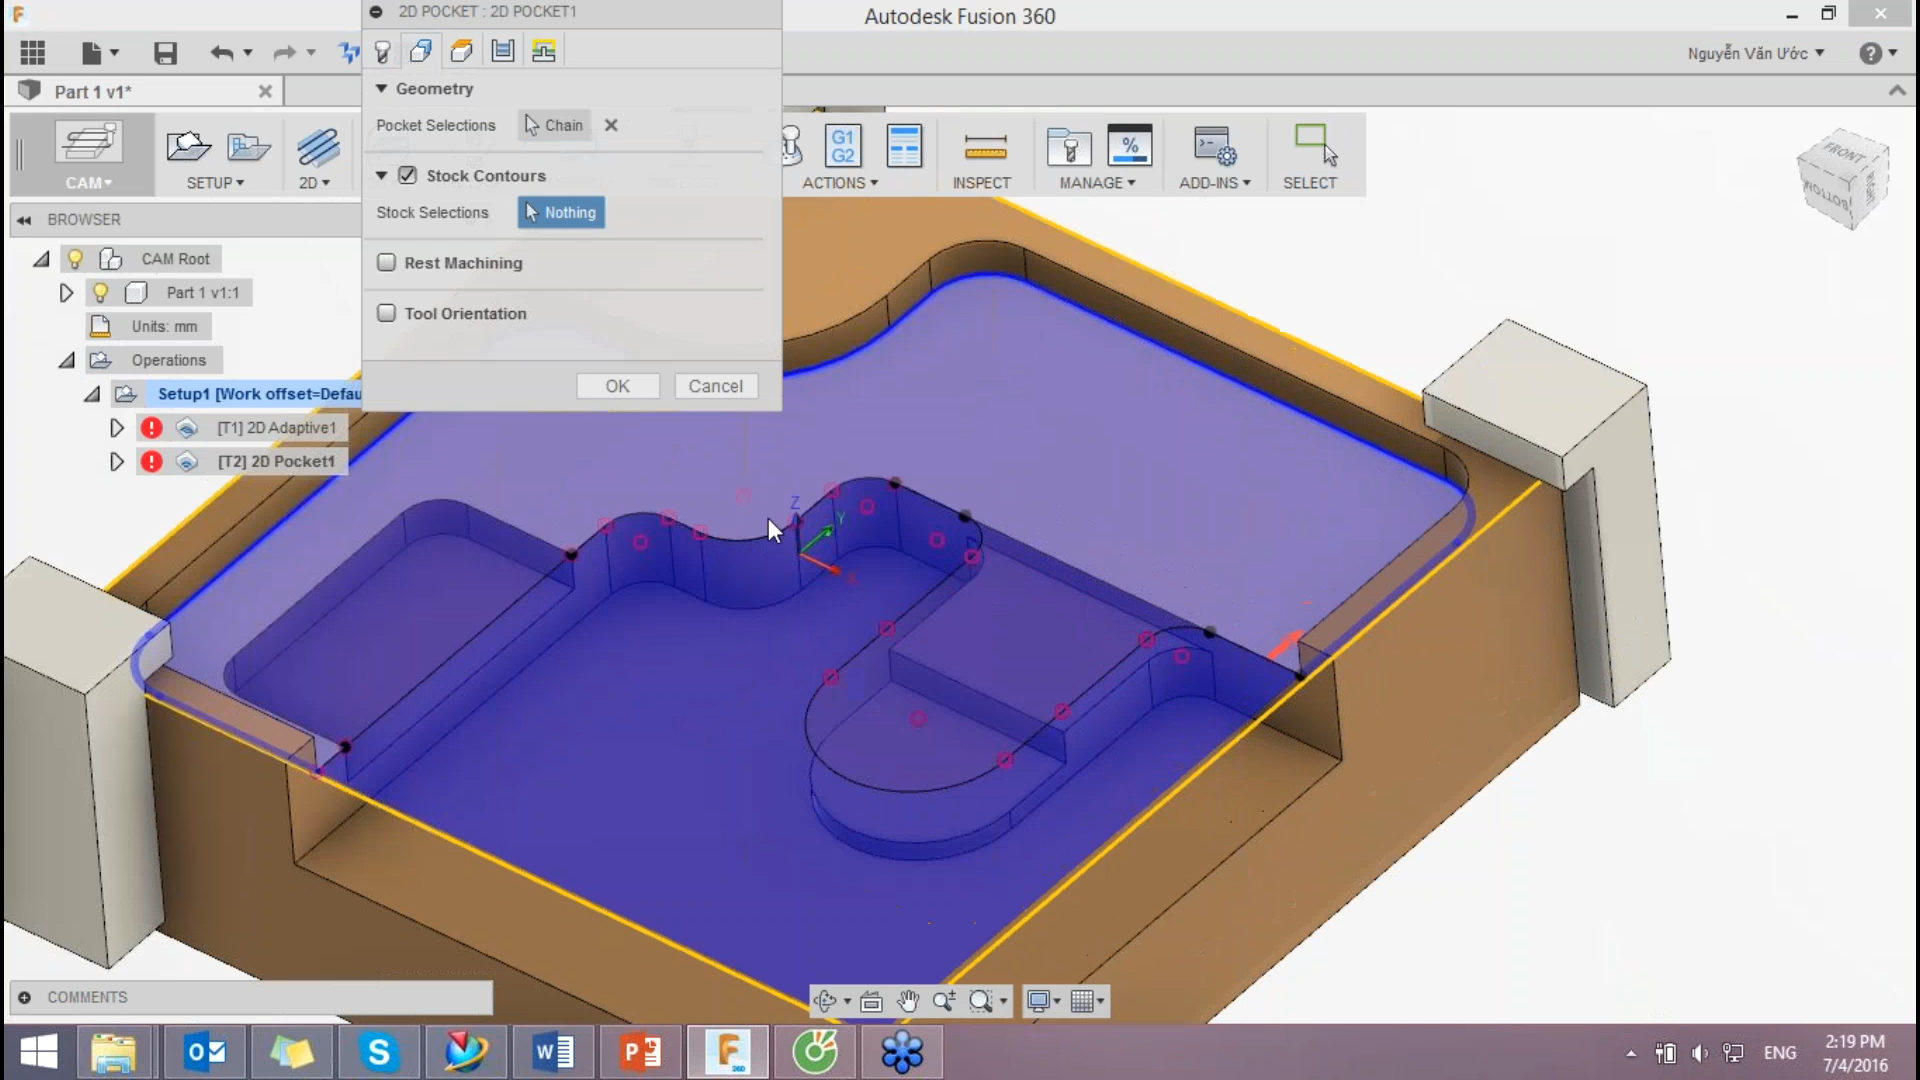 2D POCKET : 2D POCKET1
Autodesk Fusion 360
Nguyễn Văn Ước
Part 1 v1*
Geometry
Pocket Selections
Chain
Stock Contours
Stock Selections
Nothing
Rest Machining
Tool Orientation
OK
Cancel
CAM
SETUP
2D
G1
G2
%
ACTIONS
INSPECT
MANAGE
ADD-INS
SELECT
FRONT
BOTTOM
BROWSER
CAM Root
Part 1 v1:1
Units: mm
Operations
Setup1 [Work offset=Defau
[T1] 2D Adaptive1
[T2] 2D Pocket1
Z
Y
X
COMMENTS
ENG
2:19 PM
7/4/2016